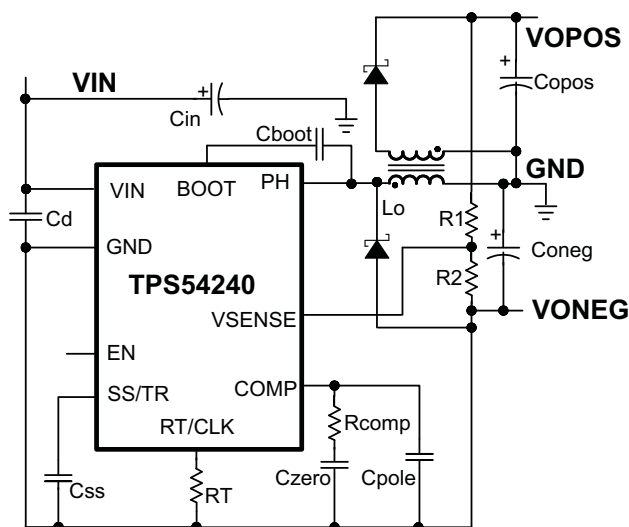 VOPOS
VIN
+
Copos
+
Cin
Cboot
GND
VIN
BOOT
PH
Lo
R1
+
Cd
GND
Coneg
TPS54240
R2
VSENSE
VONEG
EN
COMP
SS/TR
Rcomp
RT/CLK
Czero
Cpole
Css
RT